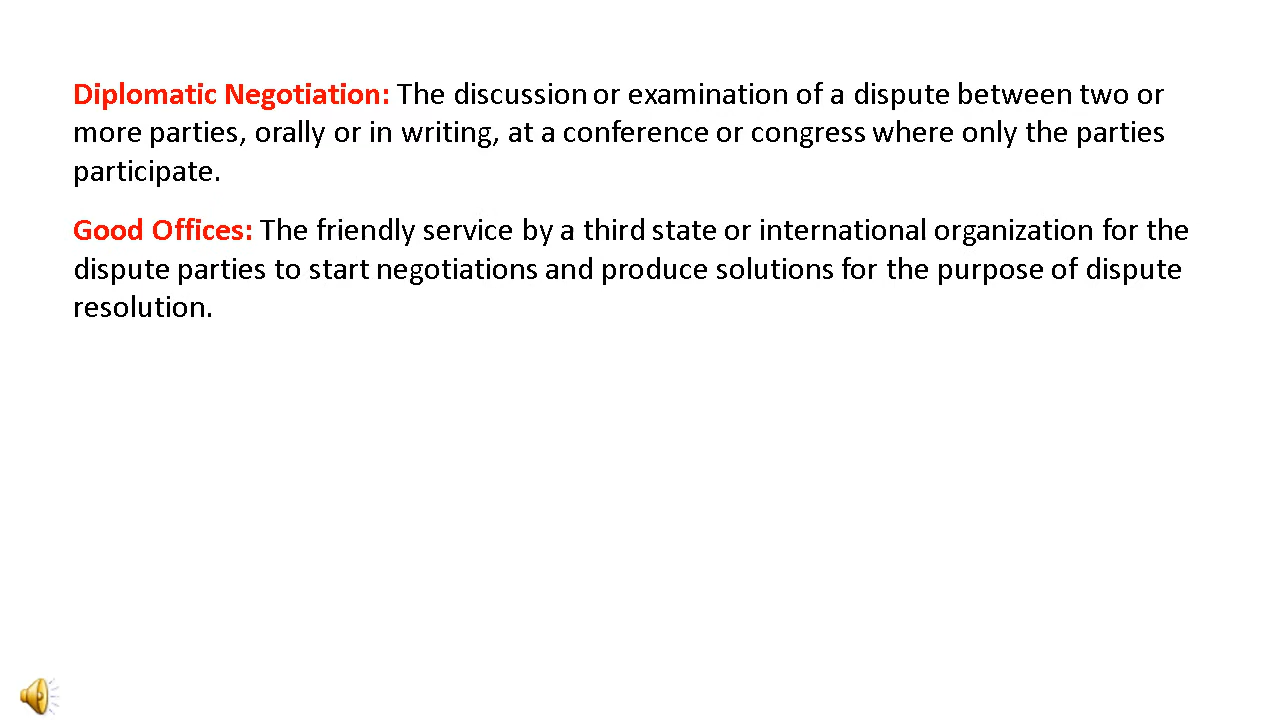 Diplomatic Negotiation: The discussion or examination of a dispute between two or
more parties, orally or in writing, at a conference or congress where only the parties
participate.
Good Offices: The friendly service by a third state or international organization for the
dispute parties to start negotiations and produce solutions for the purpose of dispute
resolution.